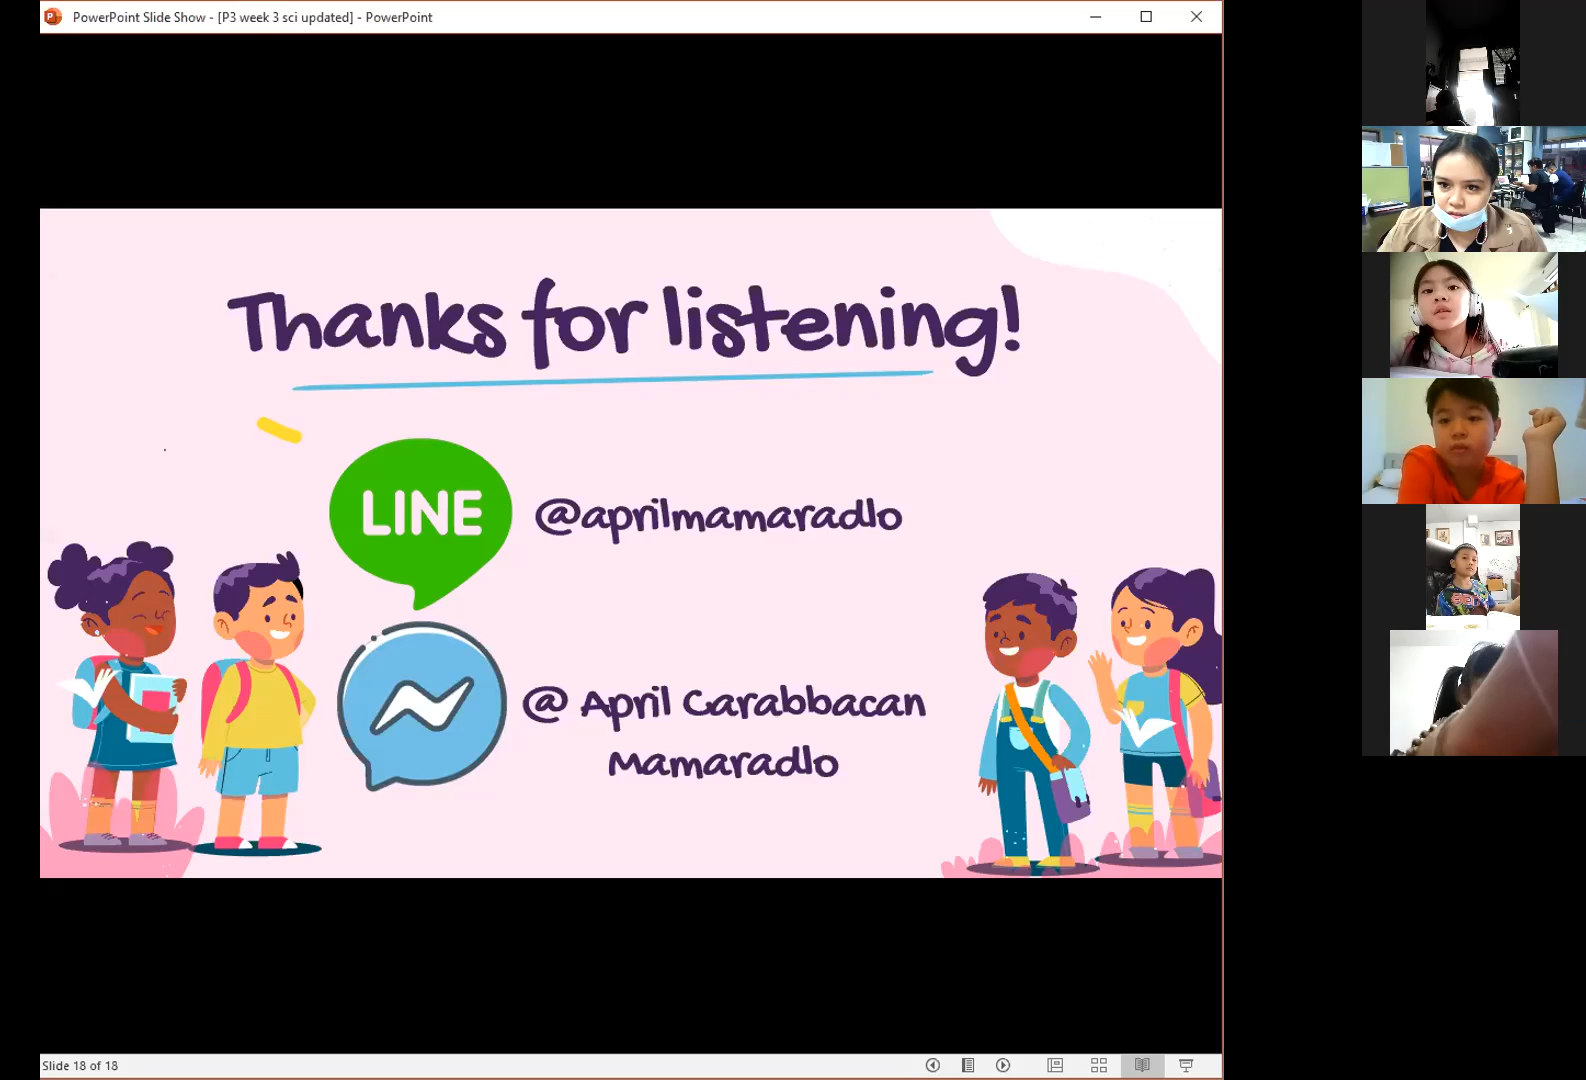 PowerPoint Slide Show - [P3 week 3 sci updated] - PowerPoint
Thanks for listening!
LINE
@aprilmamaradlo
@ April Carabbacan
Mamaradlo
Slide 18 of 18